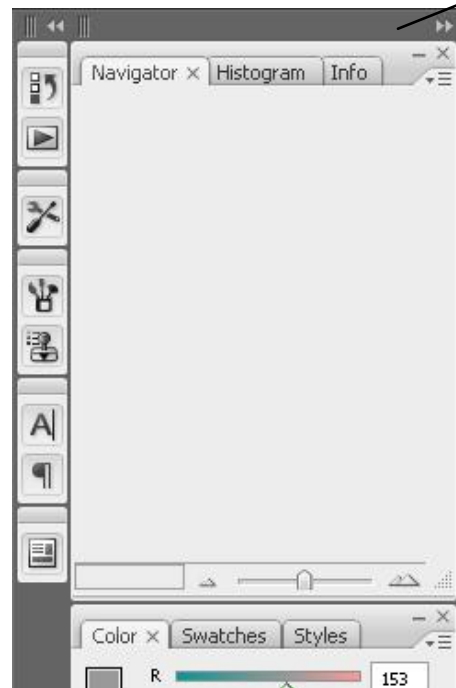 Navigator × Histogram Info
A
¶
Color × Swatches Styles
R 153